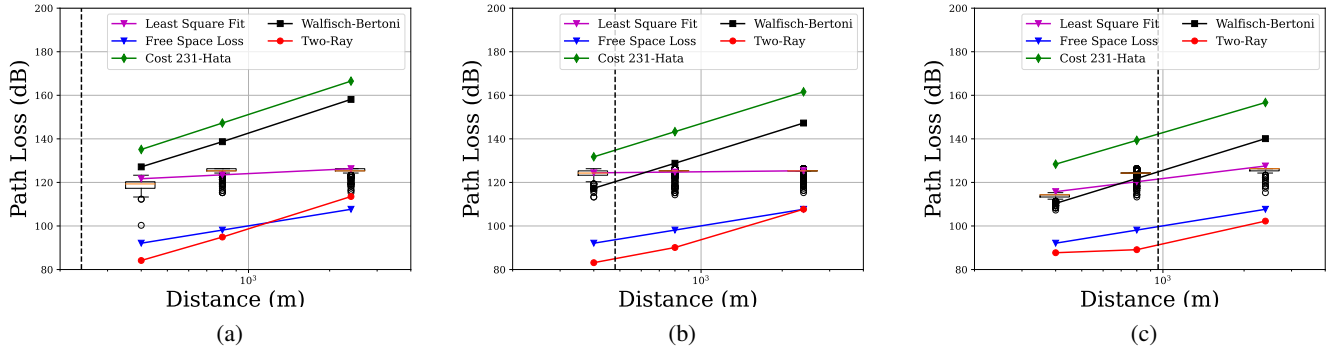 200
180
160
140
120
100
80
Path Loss (dB)
Least Square Fit
Free Space Loss
Cost 231-Hata
Walfisch-Bertoni
Two-Ray
10³
Distance (m)
(a)
200
180
160
140
120
100
80
Path Loss (dB)
Least Square Fit
Free Space Loss
Cost 231-Hata
Walfisch-Bertoni
Two-Ray
10³
Distance (m)
(b)
200
180
160
140
120
100
80
Path Loss (dB)
Least Square Fit
Free Space Loss
Cost 231-Hata
Walfisch-Bertoni
Two-Ray
10³
Distance (m)
(c)